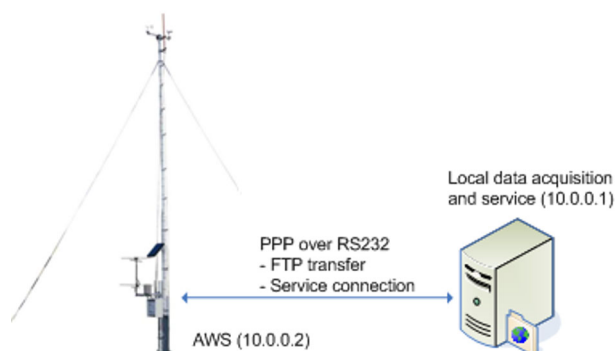 Local data acquisition
and service (10.0.0.1)
PPP over RS232
- FTP transfer
- Service connection
AWS (10.0.0.2)